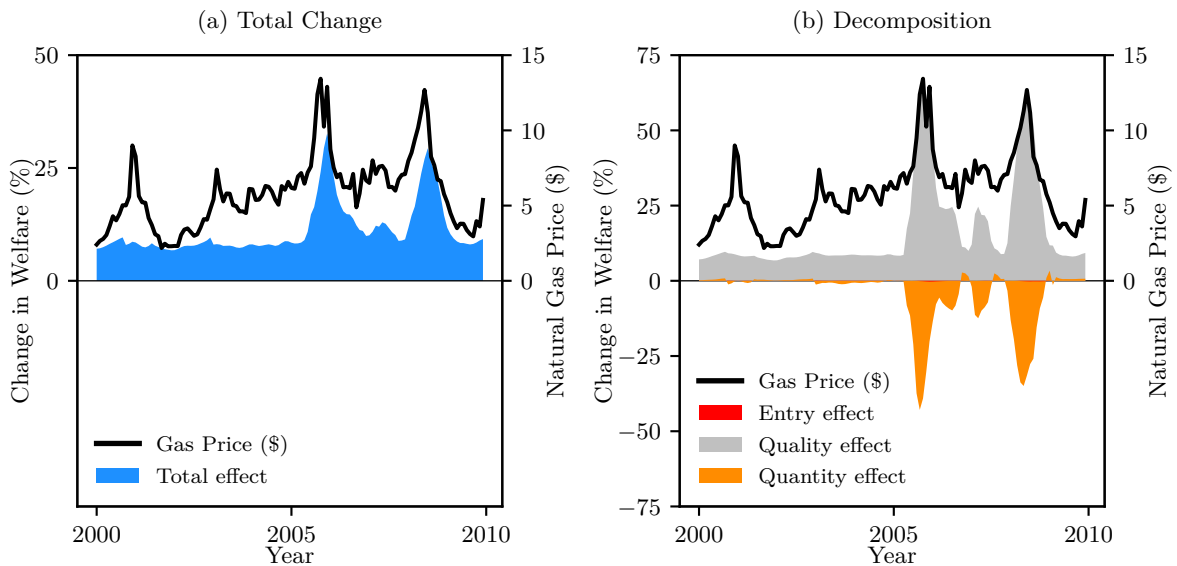 (a) Total Change
50
25
0
Change in Welfare (%)
15
10
5
0
Natural Gas Price ($)
Gas Price ($)
Total effect
2000
2005
2010
Year
(b) Decomposition
75
50
25
0
−25
−50
−75
Change in Welfare (%)
15
10
5
0
Natural Gas Price ($)
Gas Price ($)
Entry effect
Quality effect
Quantity effect
2000
2005
2010
Year